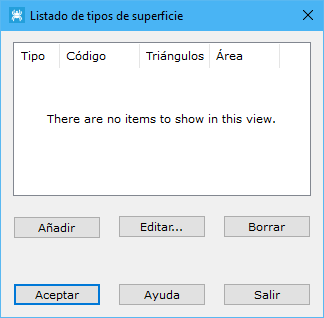 Listado de tipos de superficie
Tipo Código Triángulos Área
There are no items to show in this view.
Añadir Editar... Borrar
Aceptar Ayuda Salir